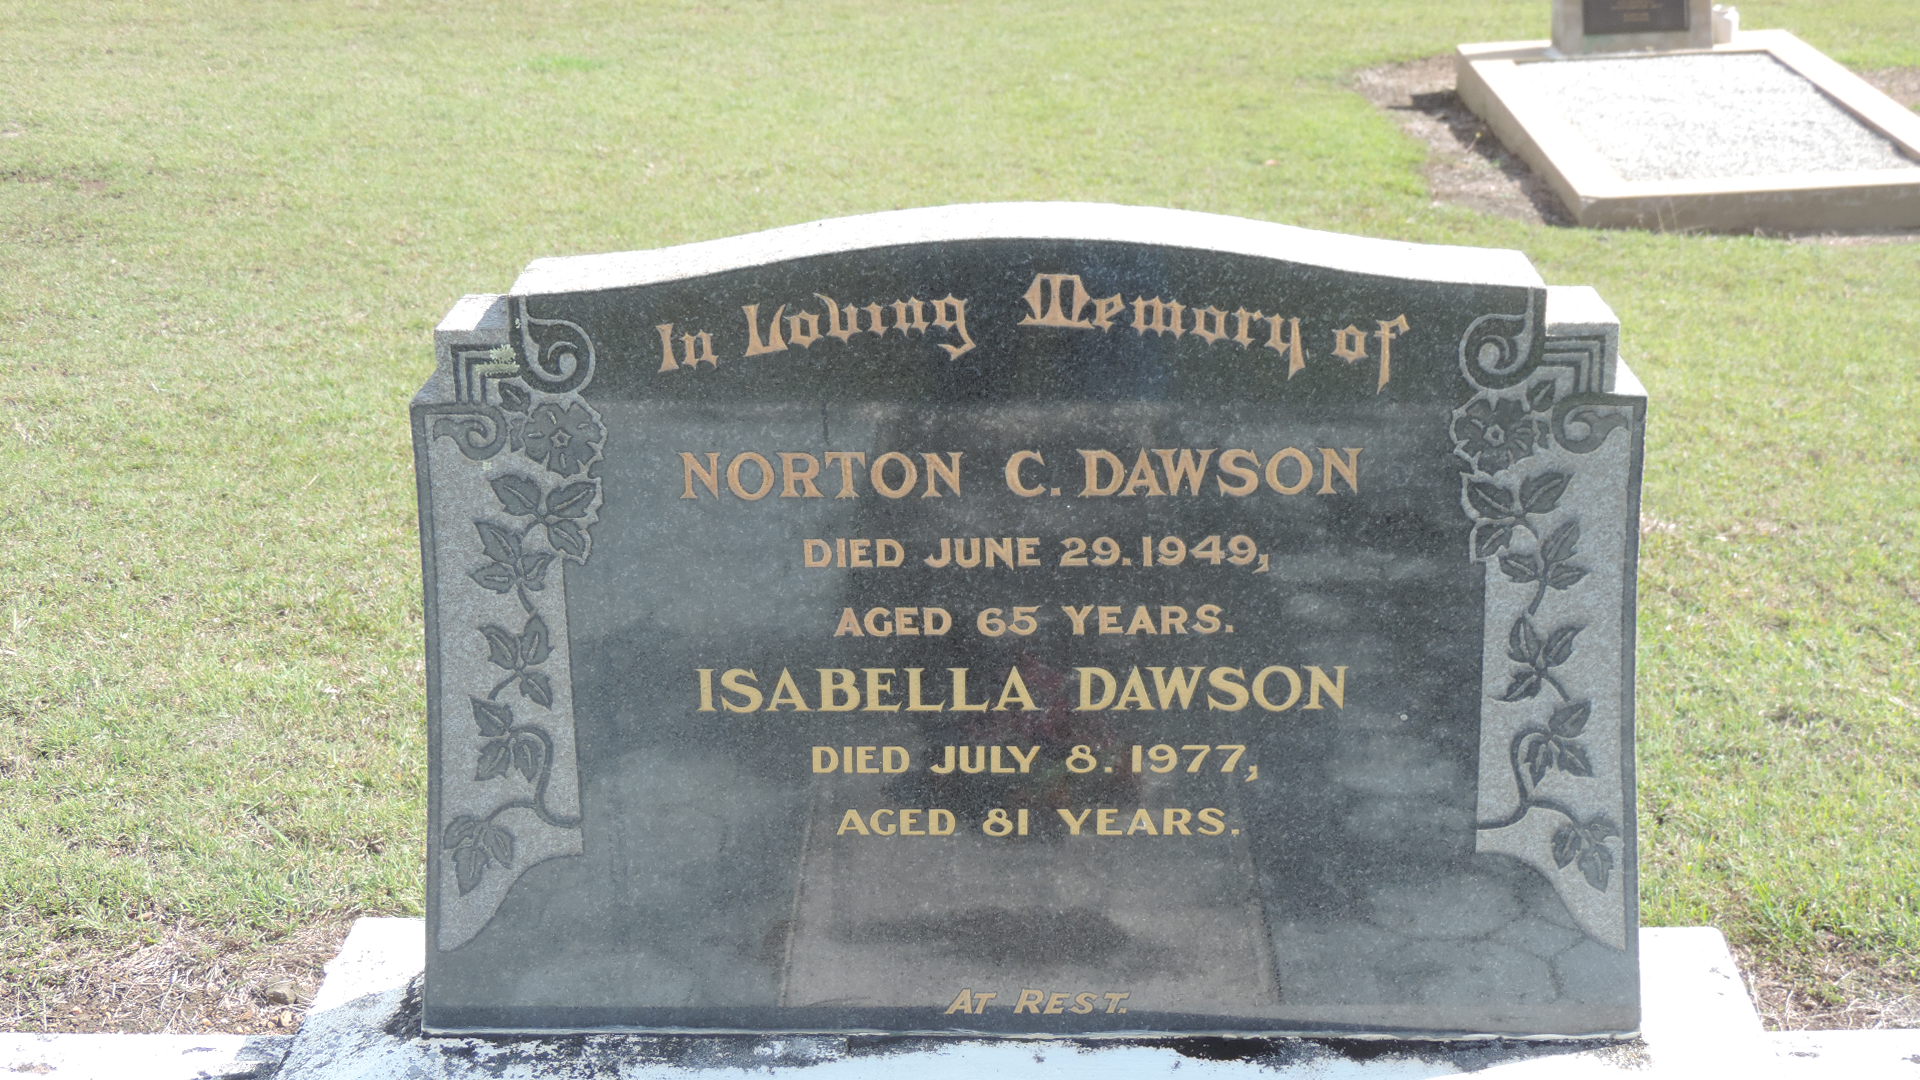 In Loving Memory of
NORTON C. DAWSON
DIED JUNE 29. 1949,
AGED 65 YEARS.
ISABELLA DAWSON
DIED JULY 8. 1977,
AGED 81 YEARS.
AT REST.